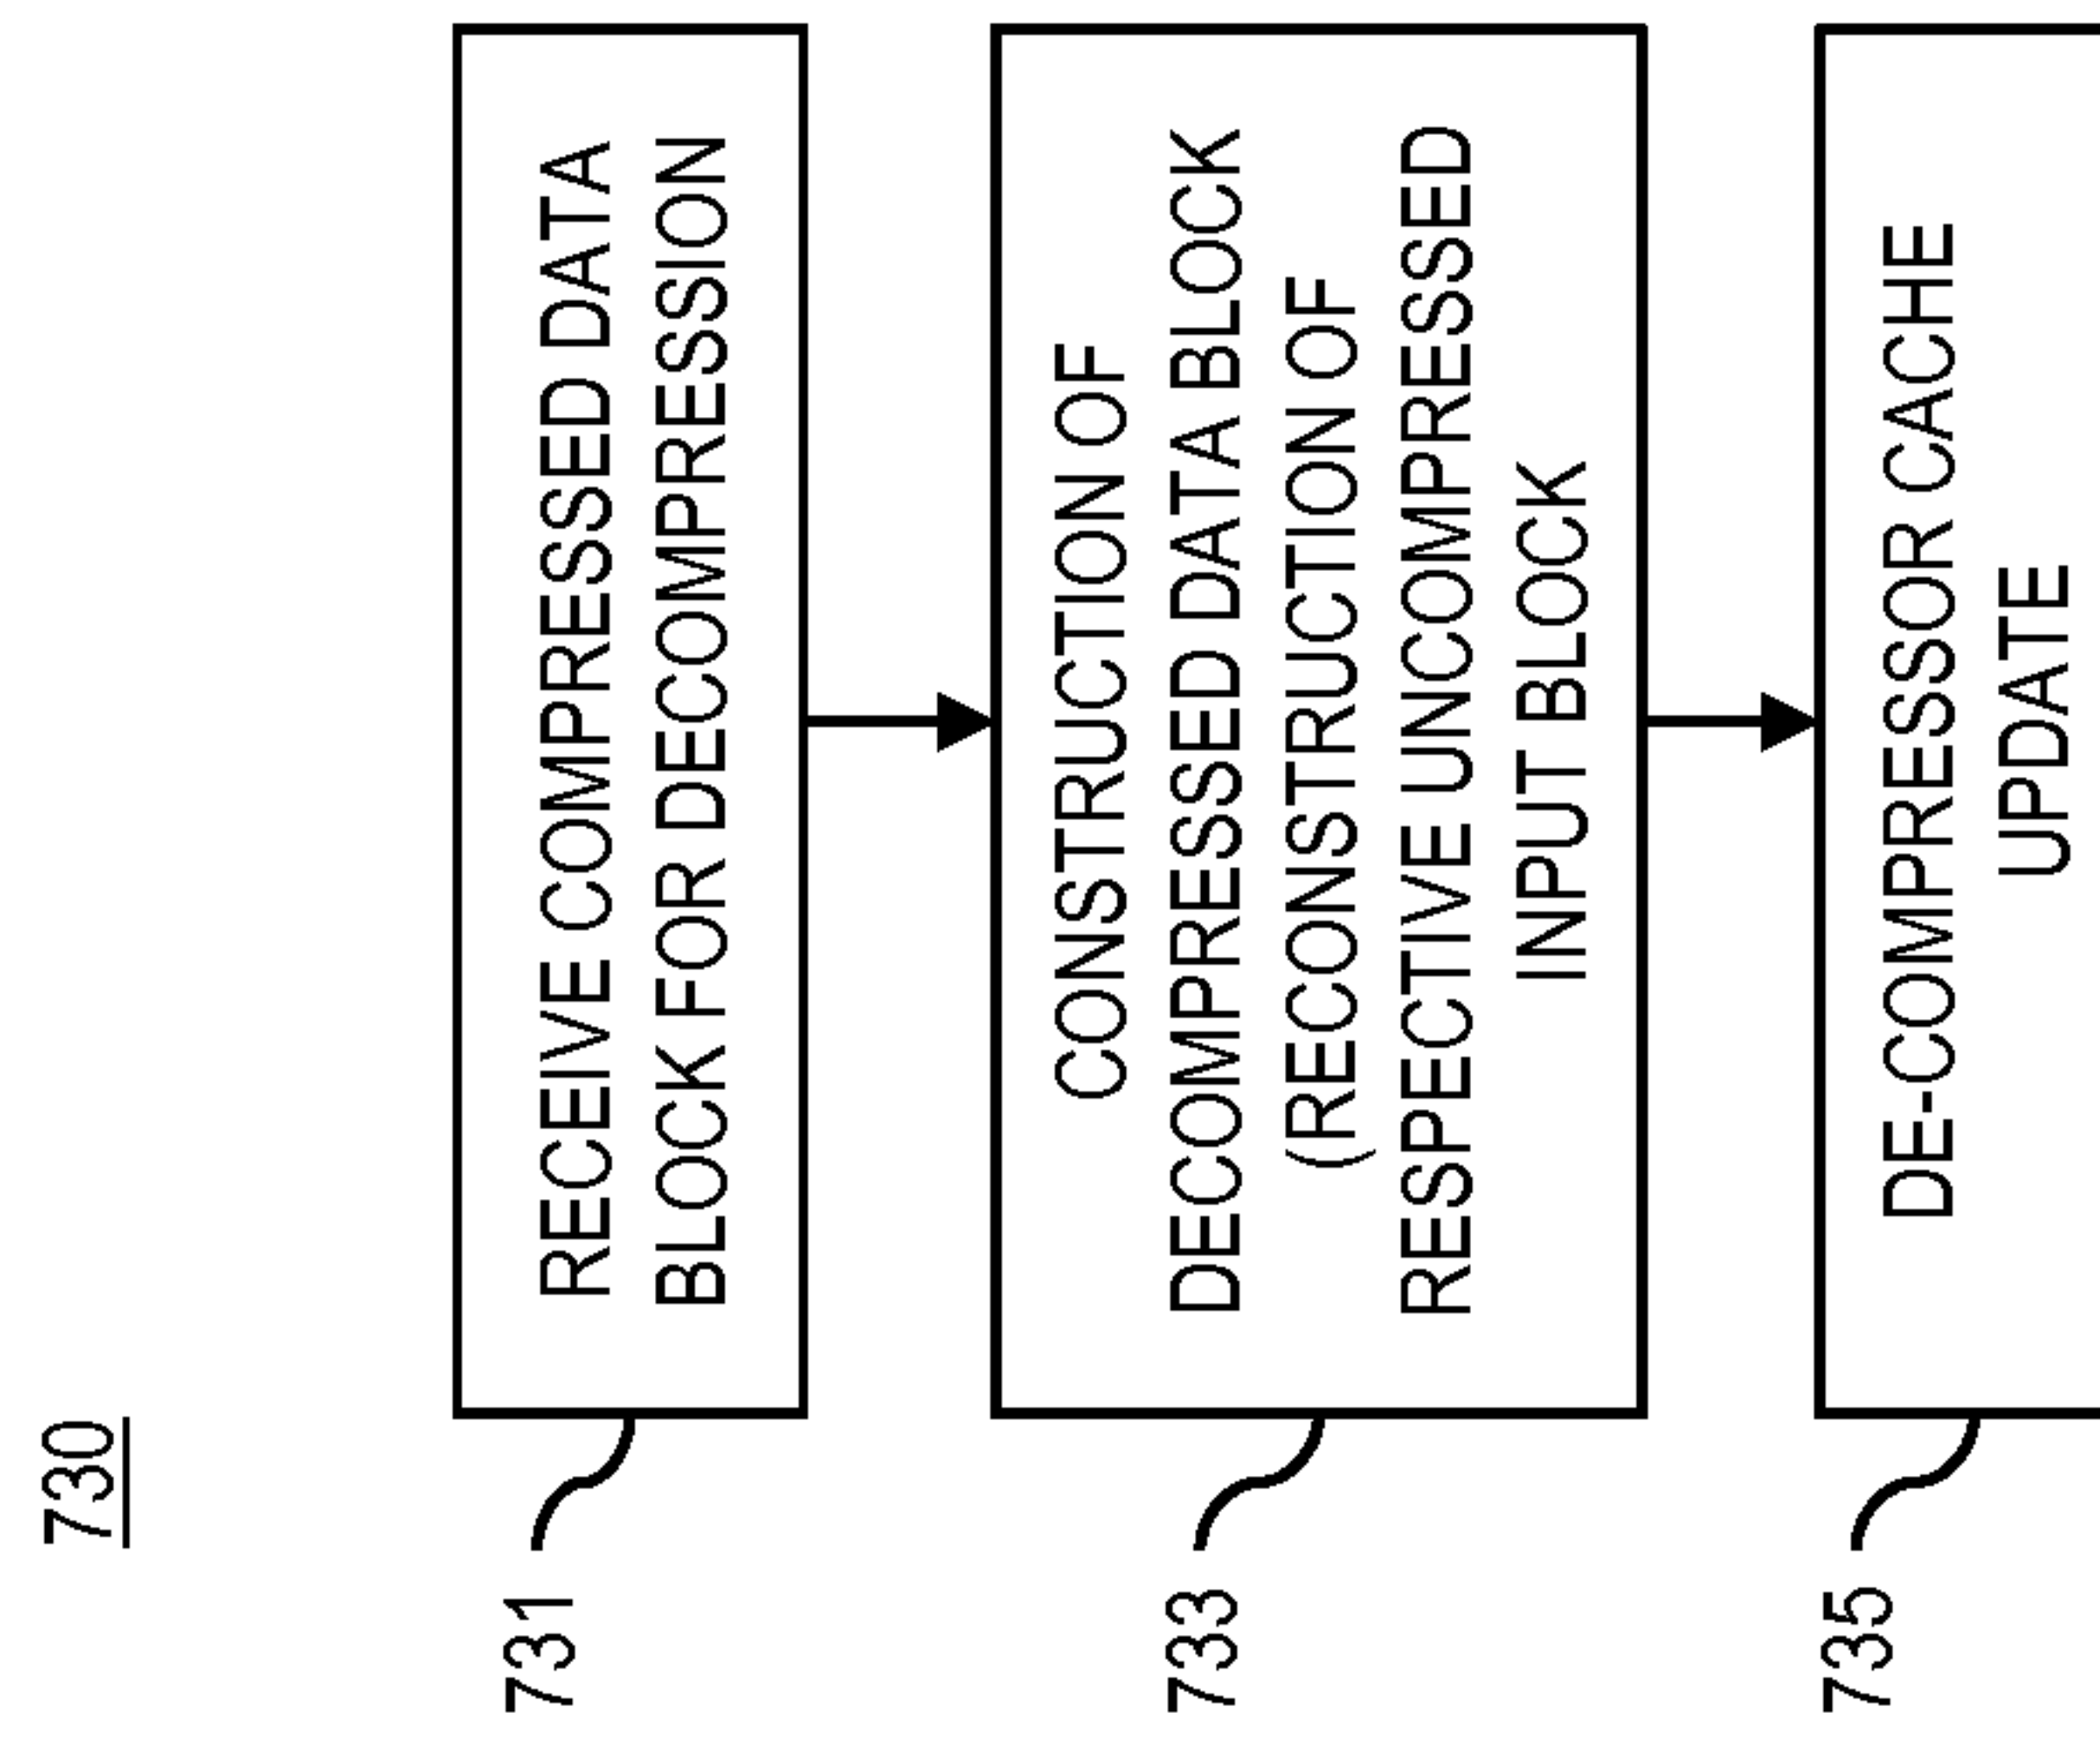 730
731
RECEIVE COMPRESSED DATA
BLOCK FOR DECOMPRESSION
733
CONSTRUCTION OF
DECOMPRESSED DATA BLOCK
(RECONSTRUCTION OF
RESPECTIVE UNCOMPRESSED
INPUT BLOCK
735
DE-COMPRESSOR CACHE
UPDATE